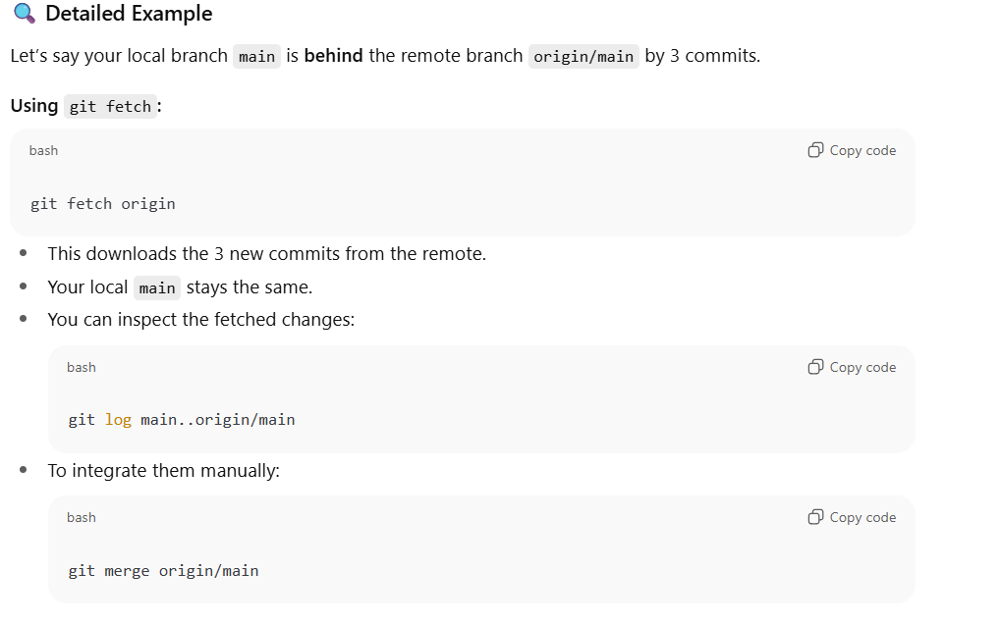 🔍 Detailed Example
Let's say your local branch main is behind the remote branch origin/main by 3 commits.
Using git fetch:
bash
Copy code
git fetch origin
• This downloads the 3 new commits from the remote.
• Your local main stays the same.
• You can inspect the fetched changes:
bash
Copy code
git log main..origin/main
• To integrate them manually:
bash
Copy code
git merge origin/main